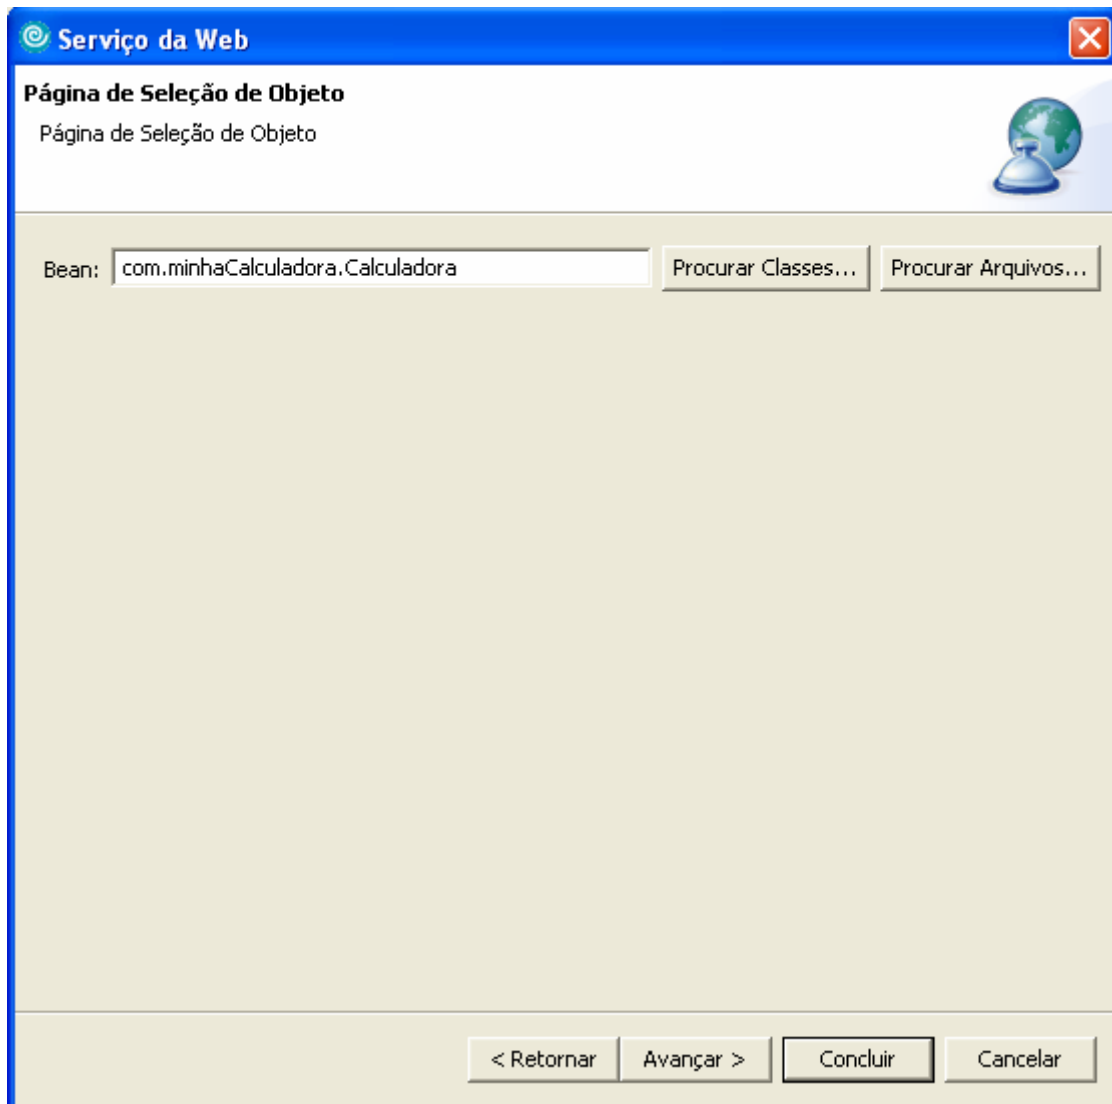 Serviço da Web
Página de Seleção de Objeto
Página de Seleção de Objeto
Bean: com.minhaCalculadora.Calculadora Procurar Classes... Procurar Arquivos...
< Retornar Avançar > Concluir Cancelar